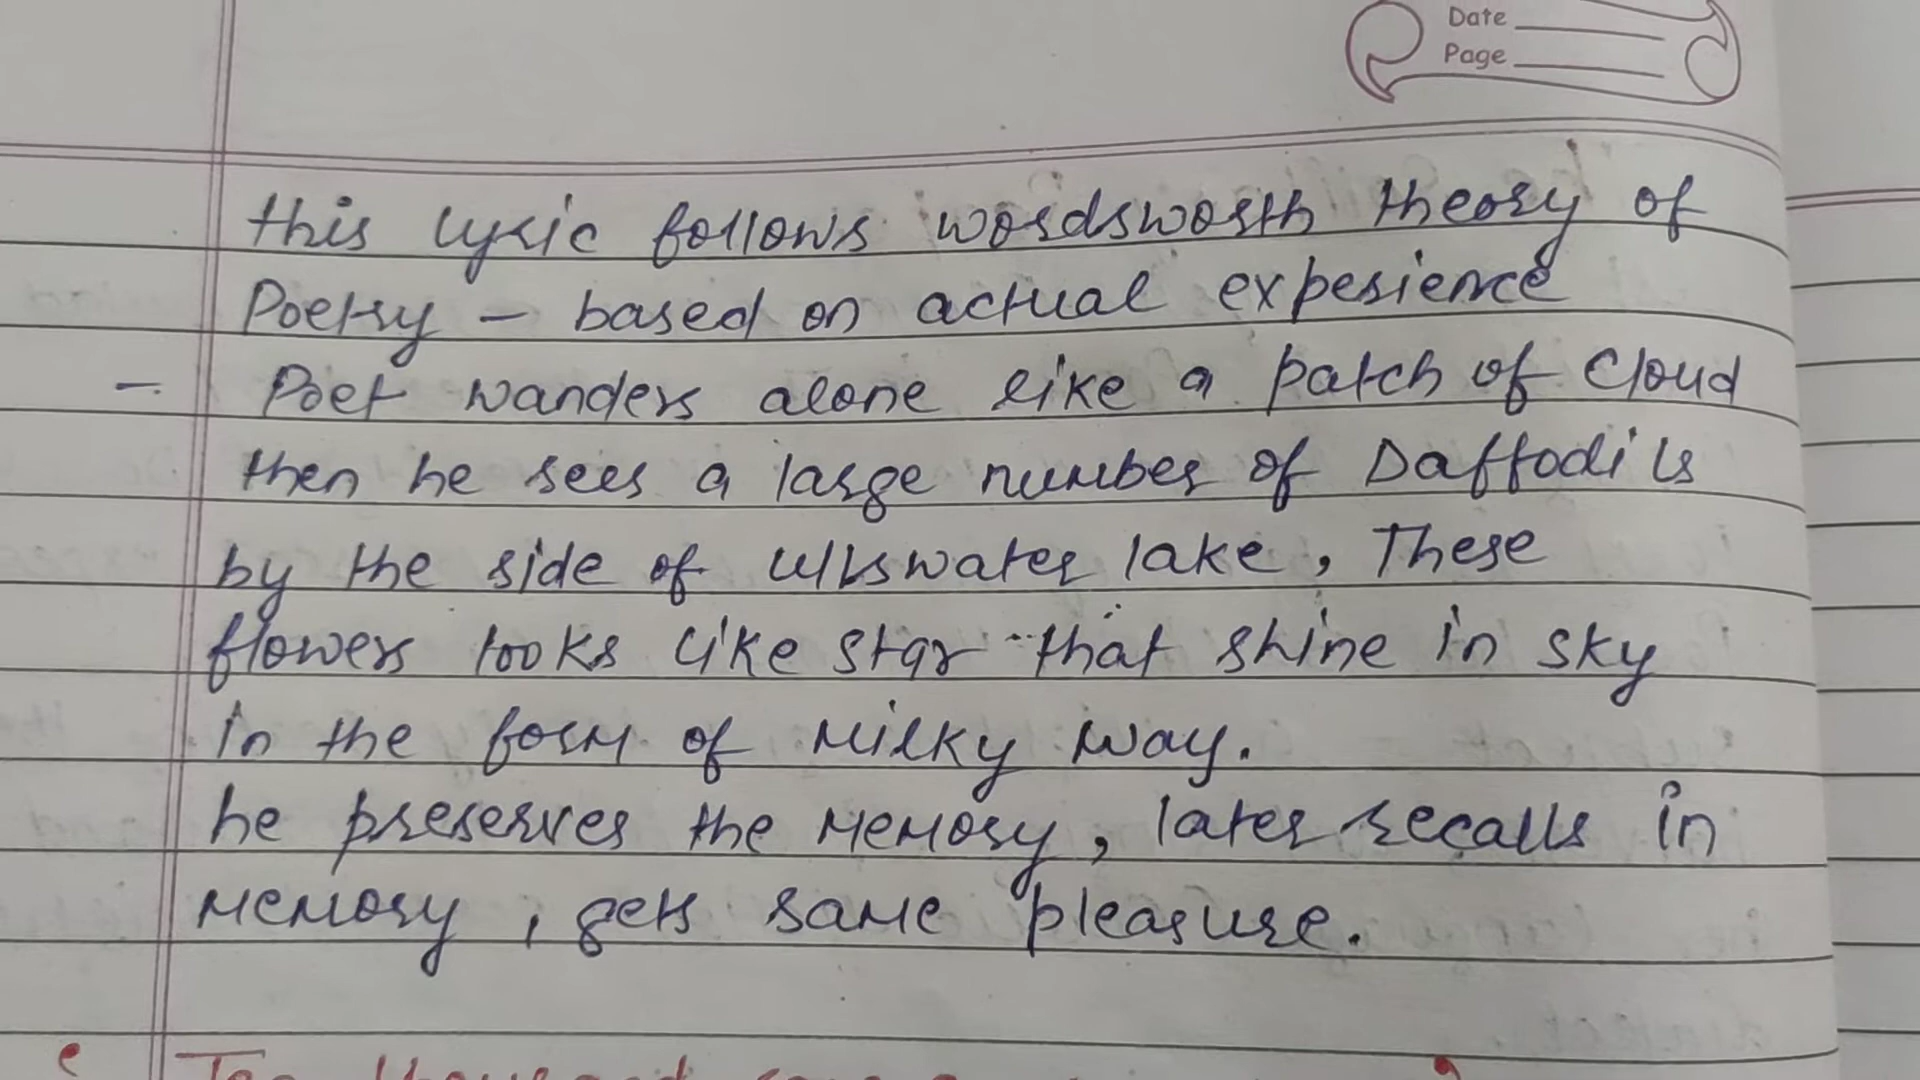 Date
Page
this lyric follows wordsworth theory of
Poetry - based on actual experience
- Poet wanders alone like a patch of Cloud
then he sees a large number of Daffodils
by the side of Ullswater lake, These
flowers looks like star that shine in sky
in the form of Milky Way.
he preserves the memory, later recalls in
memory, gets same pleasure.
Ten thousand